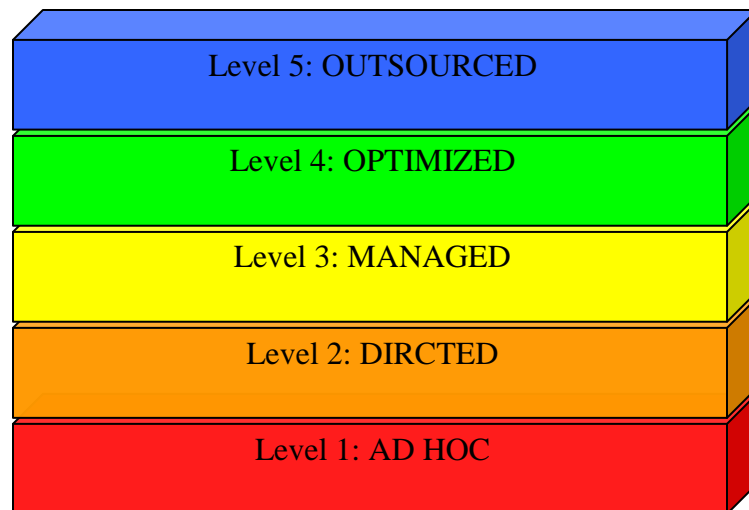 Level 5: OUTSOURCED
Level 4: OPTIMIZED
Level 3: MANAGED
Level 2: DIRCTED
Level 1: AD HOC